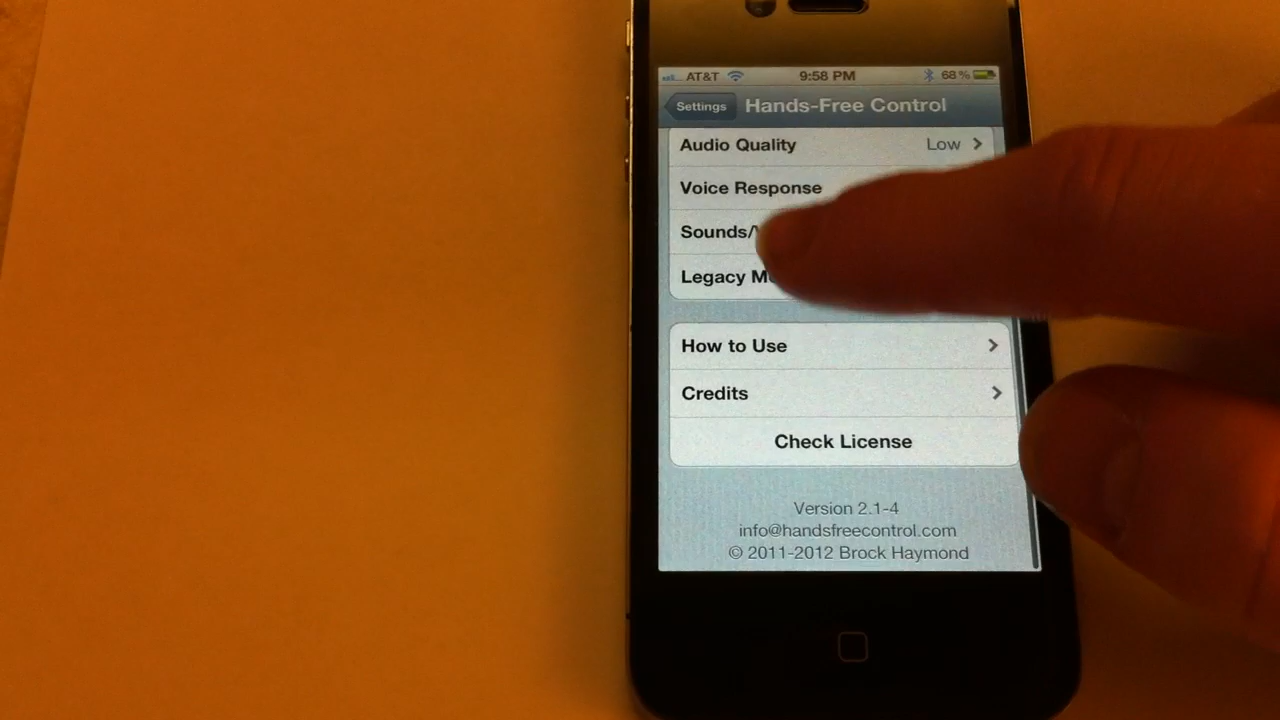 AT&T 9:58 PM 68%
Settings Hands-Free Control
Audio Quality Low
Voice Response
Sounds/
Legacy
How to Use
Credits
Check License
Version 2.1-4
info@handsfreecontrol.com
© 2011-2012 Brock Haymond